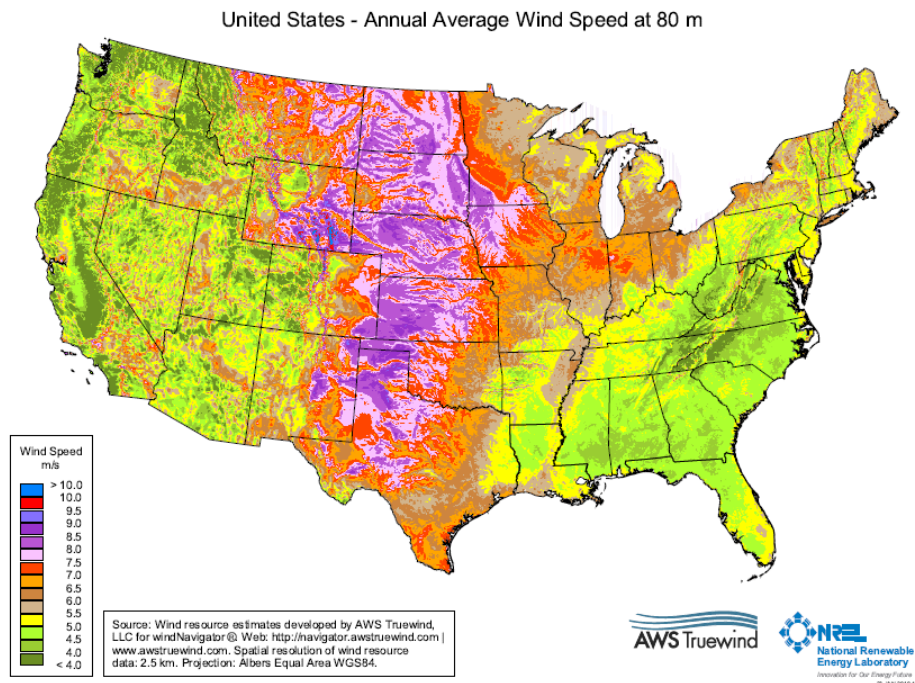 United States - Annual Average Wind Speed at 80 m
Wind Speed
m/s
> 10.0
10.0
9.5
9.0
8.5
8.0
7.5
7.0
6.5
6.0
5.5
5.0
4.5
4.0
< 4.0
Source: Wind resource estimates developed by AWS Truewind,
LLC for windNavigator ®. Web: http://navigator.awstruewind.com |
www.awstruewind.com. Spatial resolution of wind resource
data: 2.5 km. Projection: Albers Equal Area WGS84.
AWS Truewind
NREL
National Renewable
Energy Laboratory
Innovation for Our Energy Future